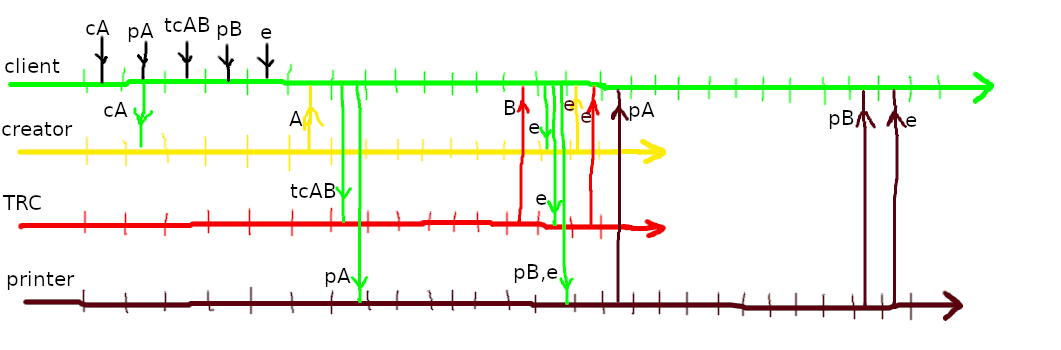 cA pA tcAB pB e
client
cA A B e e e pA pB e
creator
tcAB e
TRC
pA pB,e
printer